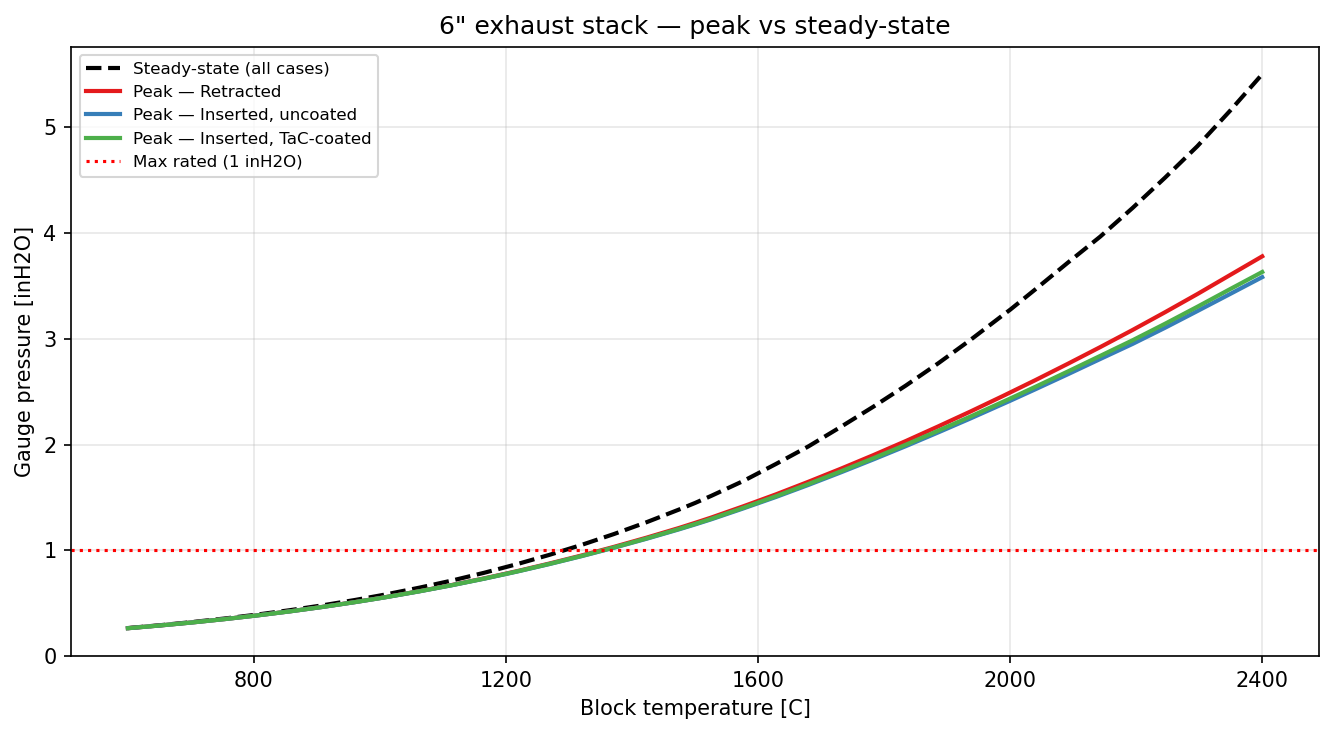 6" exhaust stack — peak vs steady-state
Steady-state (all cases)
Peak — Retracted
Peak — Inserted, uncoated
Peak — Inserted, TaC-coated
Max rated (1 inH2O)
Gauge pressure [inH2O]
5
4
3
2
1
0
800
1200
1600
2000
2400
Block temperature [C]